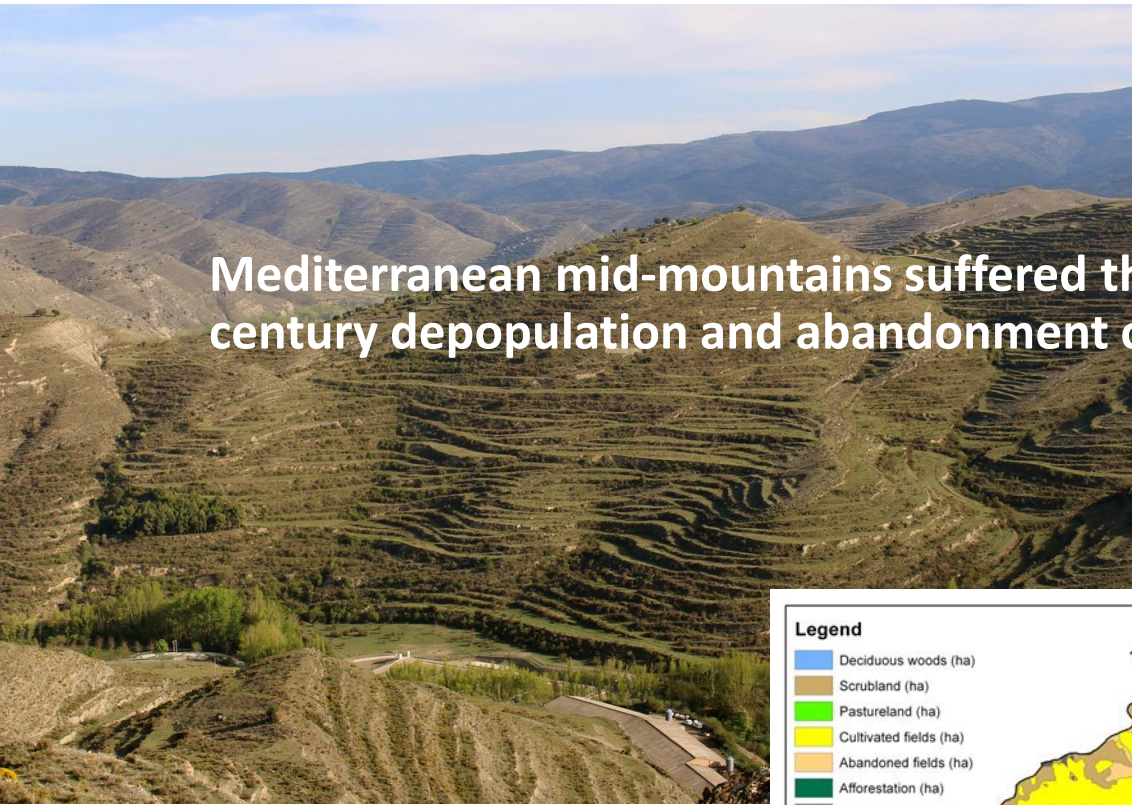 Mediterranean mid-mountains suffered
century depopulation and abandonment
Legend
Deciduous woods (ha)
Scrubland (ha)
Pastureland (ha)
Cultivated fields (ha)
Abandoned fields (ha)
Afforestation (ha)